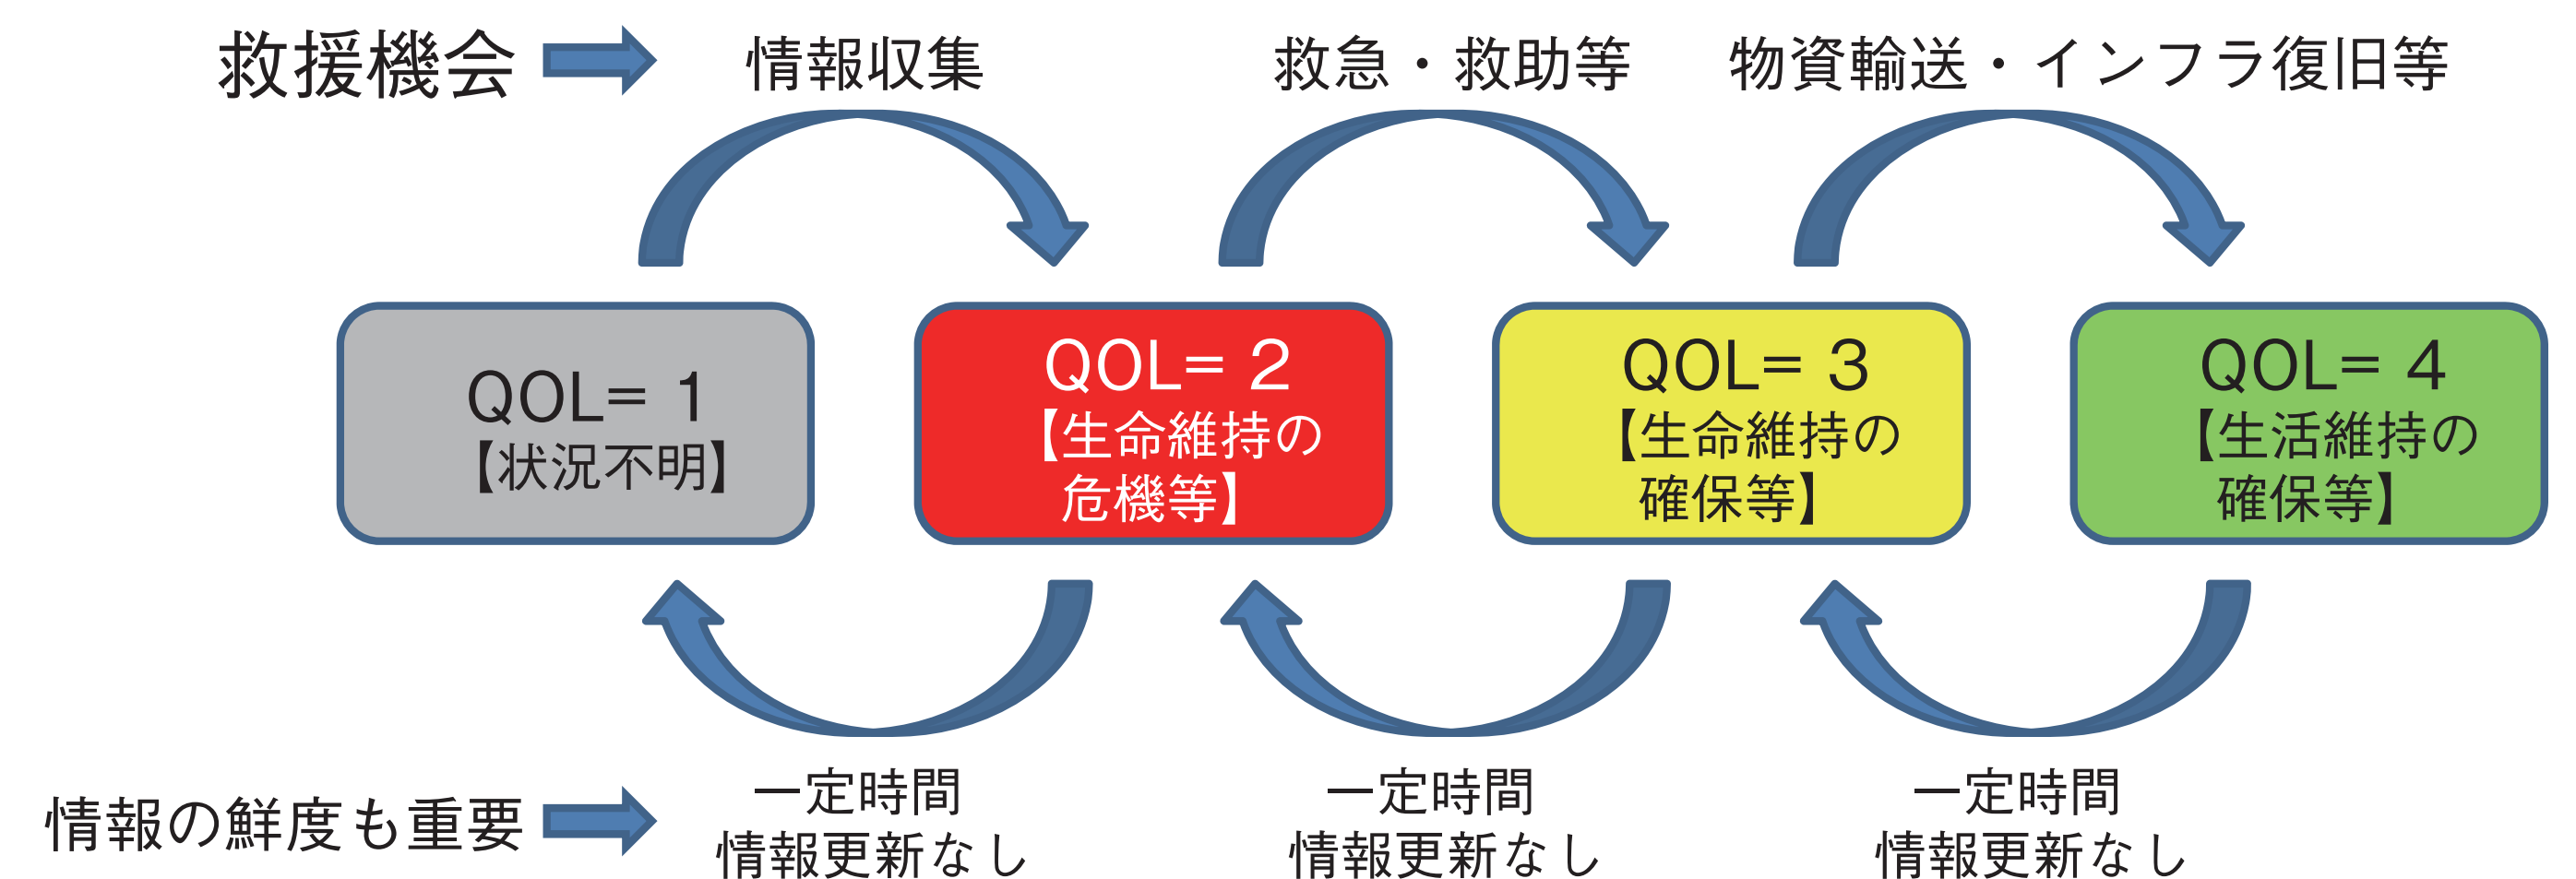 救援機会
情報収集
救急・救助等
物資輸送・インフラ復旧等
QOL= 1
【状況不明】
QOL= 2
【生命維持の
危機等】
QOL= 3
【生命維持の
確保等】
QOL= 4
【生活維持の
確保等】
情報の鮮度も重要
一定時間
情報更新なし
一定時間
情報更新なし
一定時間
情報更新なし